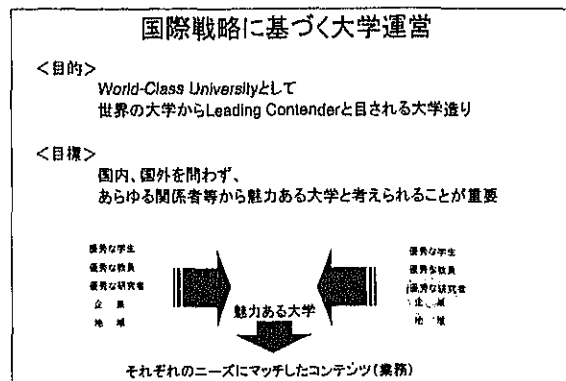 国際戦略に基づく大学運営
＜目的＞
World-Class Universityとして
世界の大学からLeading Contenderと目される大学造り
＜目標＞
国内、国外を問わず、
あらゆる関係者等から魅力ある大学と考えられることが重要
優秀な学生
優秀な教員
優秀な研究者
企　業
地　域
魅力ある大学
優秀な学生
優秀な教員
優秀な研究者
企　業
地　域
それぞれのニーズにマッチしたコンテンツ(業務)